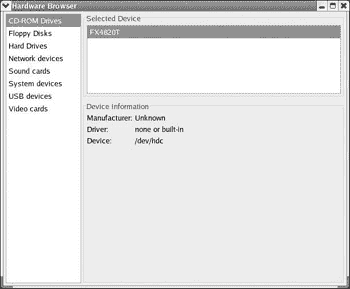 Hardware Browser
CD-ROM Drives
Floppy Disks
Hard Drives
Network devices
Sound cards
System devices
USB devices
Video cards
Selected Device
FX4820T
Device Information
Manufacturer: Unknown
Driver: none or built-in
Device: /dev/hdc